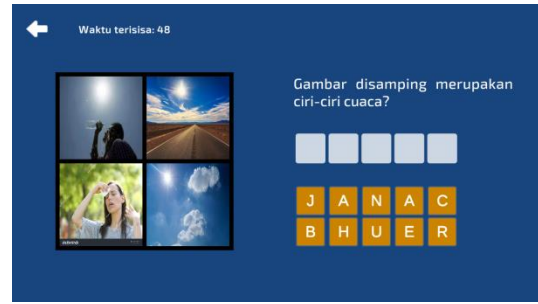 Waktu terisisa: 48
Gambar disamping merupakan
ciri-ciri cuaca?
J A N A C
B H U E R